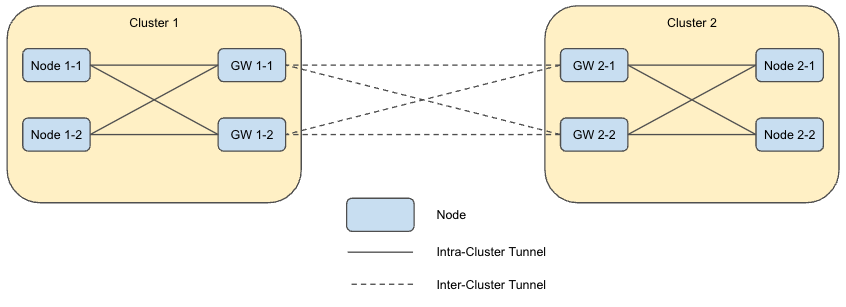 Cluster 1
Cluster 2
Node 1-1
GW 1-1
GW 2-1
Node 2-1
Node 1-2
GW 1-2
GW 2-2
Node 2-2
Node
Intra-Cluster Tunnel
Inter-Cluster Tunnel